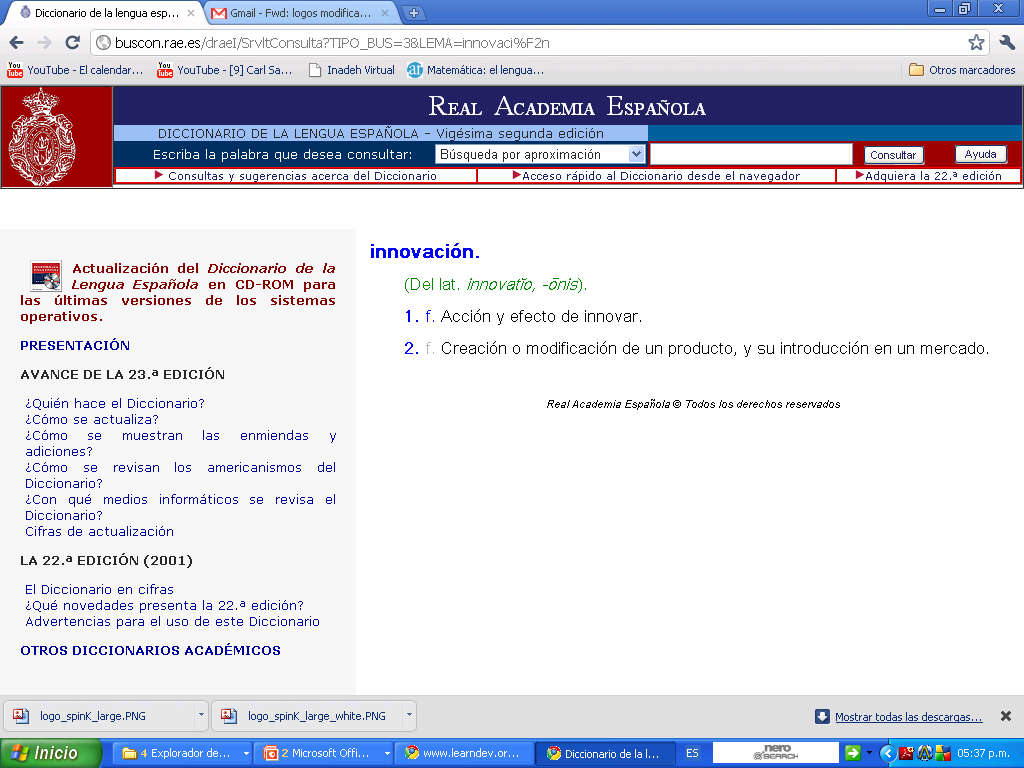 Diccionario de la lengua esp...
Gmail - Fwd: logos modifica...
buscon.rae.es/draeI/SrvltConsulta?TIPO_BUS=3&LEMA=innovaci%F2n
You Tube YouTube - El calendar...
You Tube YouTube - [9] Carl Sa...
Inadeh Virtual
ar Matemática: el lengua...
Otros marcadores
REAL ACADEMIA ESPAÑOLA
DICCIONARIO DE LA LENGUA ESPAÑOLA - Vigésima segunda edición
Escriba la palabra que desea consultar:
Búsqueda por aproximación
Consultar
Ayuda
Consultas y sugerencias acerca del Diccionario
Acceso rápido al Diccionario desde el navegador
Adquiera la 22.ª edición
Actualización del Diccionario de la
Lengua Española en CD-ROM para
las últimas versiones de los sistemas
operativos.
PRESENTACIÓN
AVANCE DE LA 23.ª EDICIÓN
¿Quién hace el Diccionario?
¿Cómo se actualiza?
¿Cómo se muestran las enmiendas y
adiciones?
¿Cómo se revisan los americanismos del
Diccionario?
¿Con qué medios informáticos se revisa el
Diccionario?
Cifras de actualización
LA 22.ª EDICIÓN (2001)
El Diccionario en cifras
¿Qué novedades presenta la 22.ª edición?
Advertencias para el uso de este Diccionario
OTROS DICCIONARIOS ACADÉMICOS
innovación.
(Del lat. innovatĭo, -ōnis).
1. f. Acción y efecto de innovar.
2. f. Creación o modificación de un producto, y su introducción en un mercado.
Real Academia Española © Todos los derechos reservados
logo_spinK_large.PNG
logo_spinK_large_white.PNG
Mostrar todas las descargas...
Inicio
4 Explorador de...
2 Microsoft Offi...
www.learndev.or...
Diccionario de la l...
ES
nero
@SEARCH
05:37 p.m.